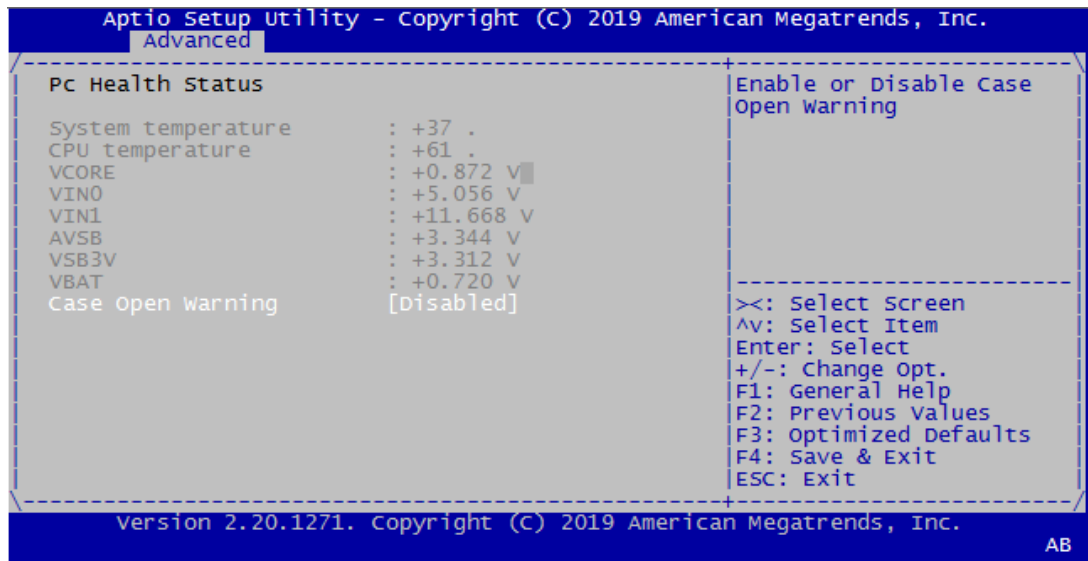 Aptio Setup Utility - Copyright (C) 2019 American Megatrends, Inc.
Advanced
Pc Health Status
System temperature : +37 .
CPU temperature : +61 .
VCORE : +0.872 V
VIN0 : +5.056 V
VIN1 : +11.668 V
AVSB : +3.344 V
VSB3V : +3.312 V
VBAT : +0.720 V
Case Open Warning [Disabled]
Enable or Disable Case
Open Warning
><: Select Screen
^v: Select Item
Enter: Select
+/-: Change Opt.
F1: General Help
F2: Previous Values
F3: Optimized Defaults
F4: Save & Exit
ESC: Exit
Version 2.20.1271. Copyright (C) 2019 American Megatrends, Inc.
AB